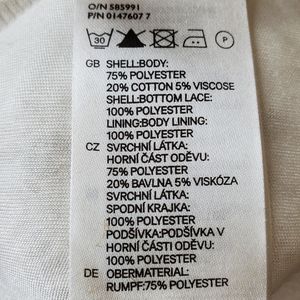 O/N 585991
P/N 0147607 7
30 P
GB SHELL:BODY:
75% POLYESTER
20% COTTON 5% VISCOSE
SHELL:BOTTOM LACE:
100% POLYESTER
LINING:BODY LINING:
100% POLYESTER
CZ SVRCHNÍ LÁTKA:
HORNÍ ČÁST ODĚVU:
75% POLYESTER
20% BAVLNA 5% VISKÓZA
SVRCHNÍ LÁTKA:
SPODNÍ KRAJKA:
100% POLYESTER
PODŠÍVKA:PODŠÍVKA V
HORNÍ ČÁSTI ODĚVU:
100% POLYESTER
DE OBERMATERIAL:
RUMPF:75% POLYESTER